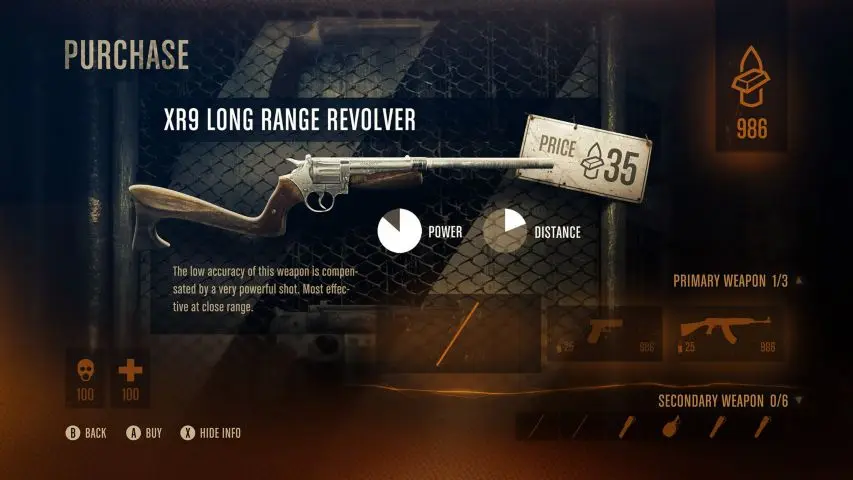 PURCHASE
986
XR9 LONG RANGE REVOLVER
PRICE 35
POWER
DISTANCE
The low accuracy of this weapon is compen-
sated by a very powerful shot. Most effec-
tive at close range.
PRIMARY WEAPON 1/3
25 986
25 986
100 100
SECONDARY WEAPON 0/6
B BACK A BUY X HIDE INFO